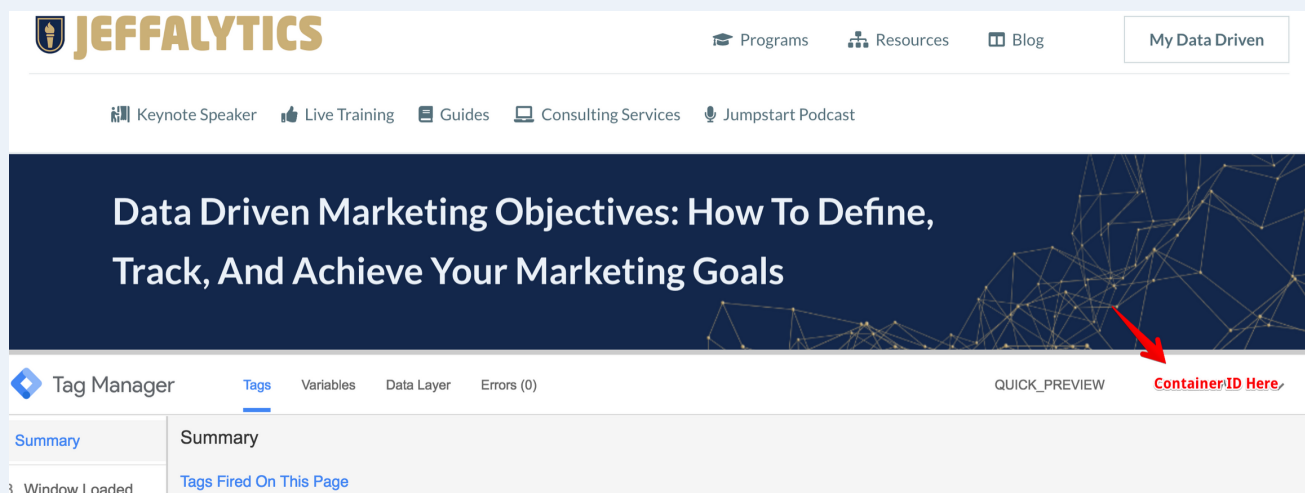 JEFFALYTICS
Programs Resources Blog My Data Driven
Keynote Speaker Live Training Guides Consulting Services Jumpstart Podcast
Data Driven Marketing Objectives: How To Define,
Track, And Achieve Your Marketing Goals
Tag Manager Tags Variables Data Layer Errors (0) QUICK_PREVIEW Container ID Here
Summary Summary
Tags Fired On This Page
3 Window Loaded